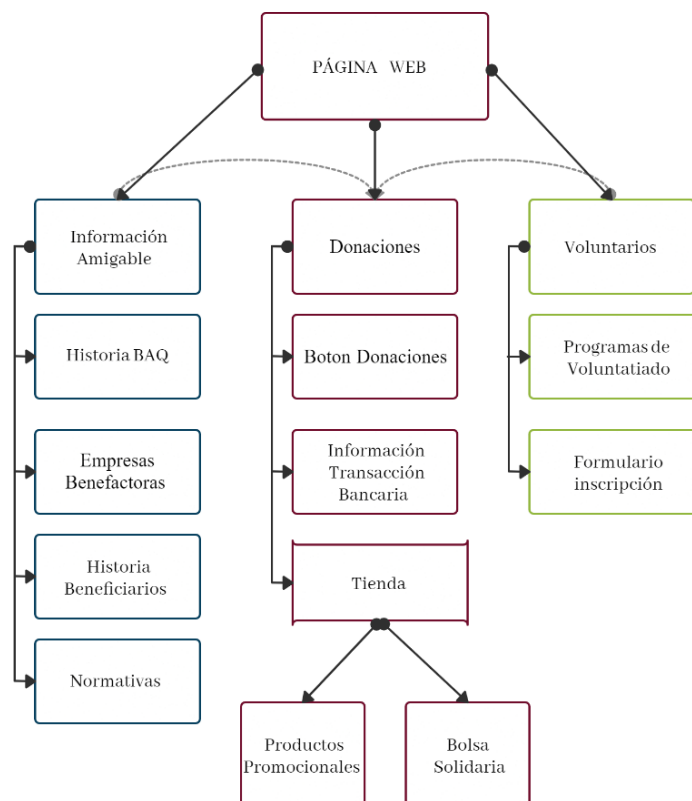 PÁGINA WEB
Información
Amigable
Historia BAQ
Empresas
Benefactoras
Historia
Beneficiarios
Normativas
Donaciones
Boton Donaciones
Información
Transacción
Bancaria
Tienda
Productos
Promocionales
Bolsa
Solidaria
Voluntarios
Programas de
Voluntatiado
Formulario
inscripción